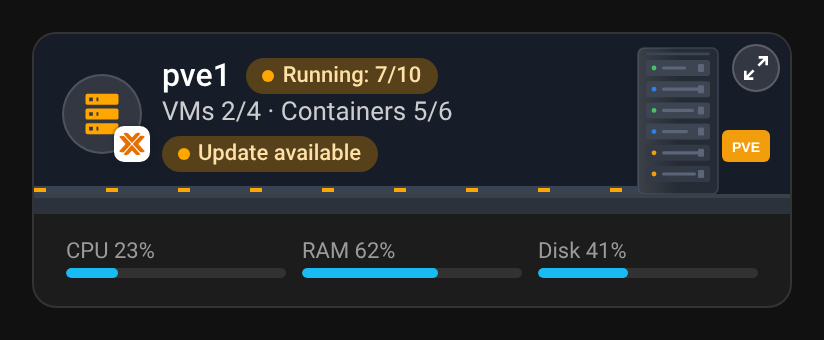 pve1
Running: 7/10
VMs 2/4 · Containers 5/6
Update available
PVE
CPU 23%
RAM 62%
Disk 41%